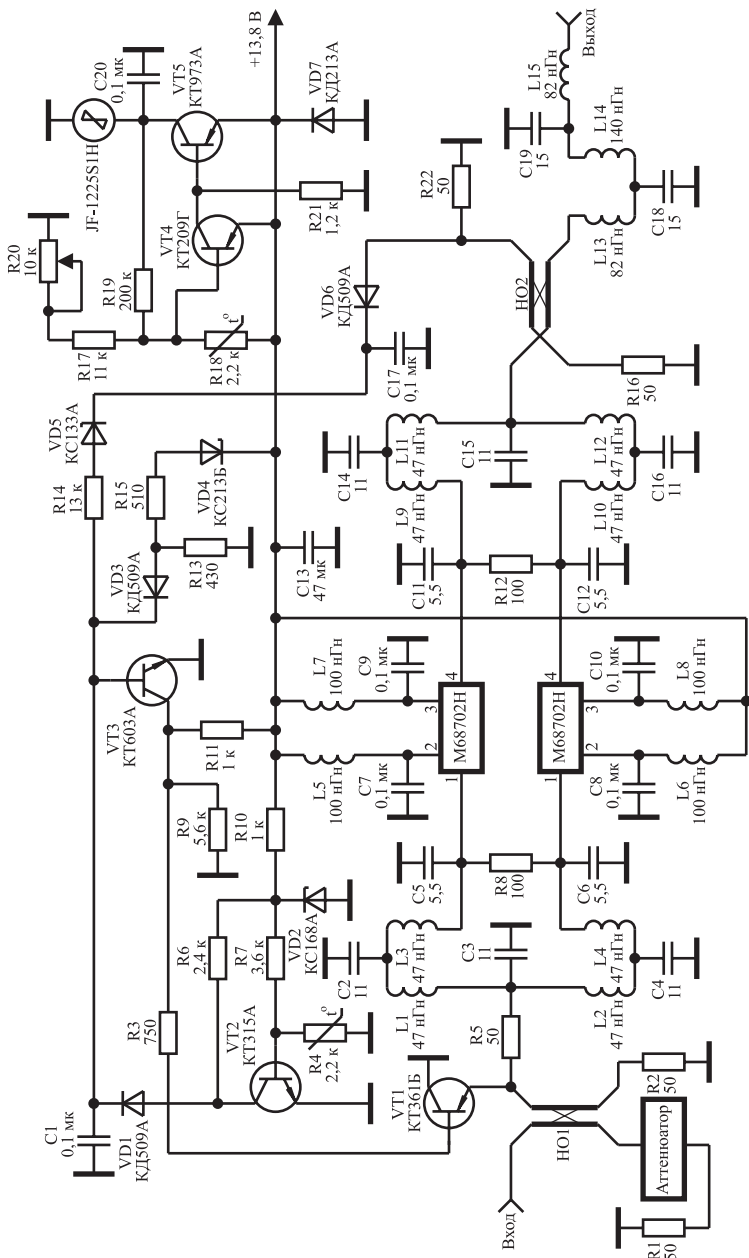 C1
0,1 мк
VD1
КД509А
R3
750
VT2
КТ315А
R4
2,2 к
t°
R6
2,4 к
R7
3,6 к
VD2
КС168А
R9
5,6 к
R10
1 к
R11
1 к
VT3
КТ603А
VD3
КД509А
R13
430
R14
13 к
R15
510
VD4
КС213Б
VD5
КС133А
C13
47 мк
R17
11 к
R18
2,2 к
t°
R19
200 к
R20
10 к
JF-1225S1H
C20
0,1 мк
VT4
КТ209Г
VT5
КТ973А
R21
1,2 к
VD7
КД213А
+13,8 В
VD6
КД509А
C17
0,1 мк
R22
50
НО2
R16
50
L13
82 нГн
L14
140 нГн
C18
15
C19
15
L15
82 нГн
Выход
Вход
НО1
R1
50
Аттенюатор
R2
50
VT1
КТ361Б
R5
50
L1
47 нГн
L2
47 нГн
C2
11
C3
11
C4
11
L3
47 нГн
L4
47 нГн
C5
5,5
R8
100
C6
5,5
L5
100 нГн
C7
0,1 мк
L7
100 нГн
C9
0,1 мк
1
2
3
4
M68702H
1
2
3
4
M68702H
C8
0,1 мк
L6
100 нГн
C10
0,1 мк
L8
100 нГн
C11
5,5
R12
100
C12
5,5
C14
11
L9
47 нГн
L11
47 нГн
C15
11
L10
47 нГн
L12
47 нГн
C16
11